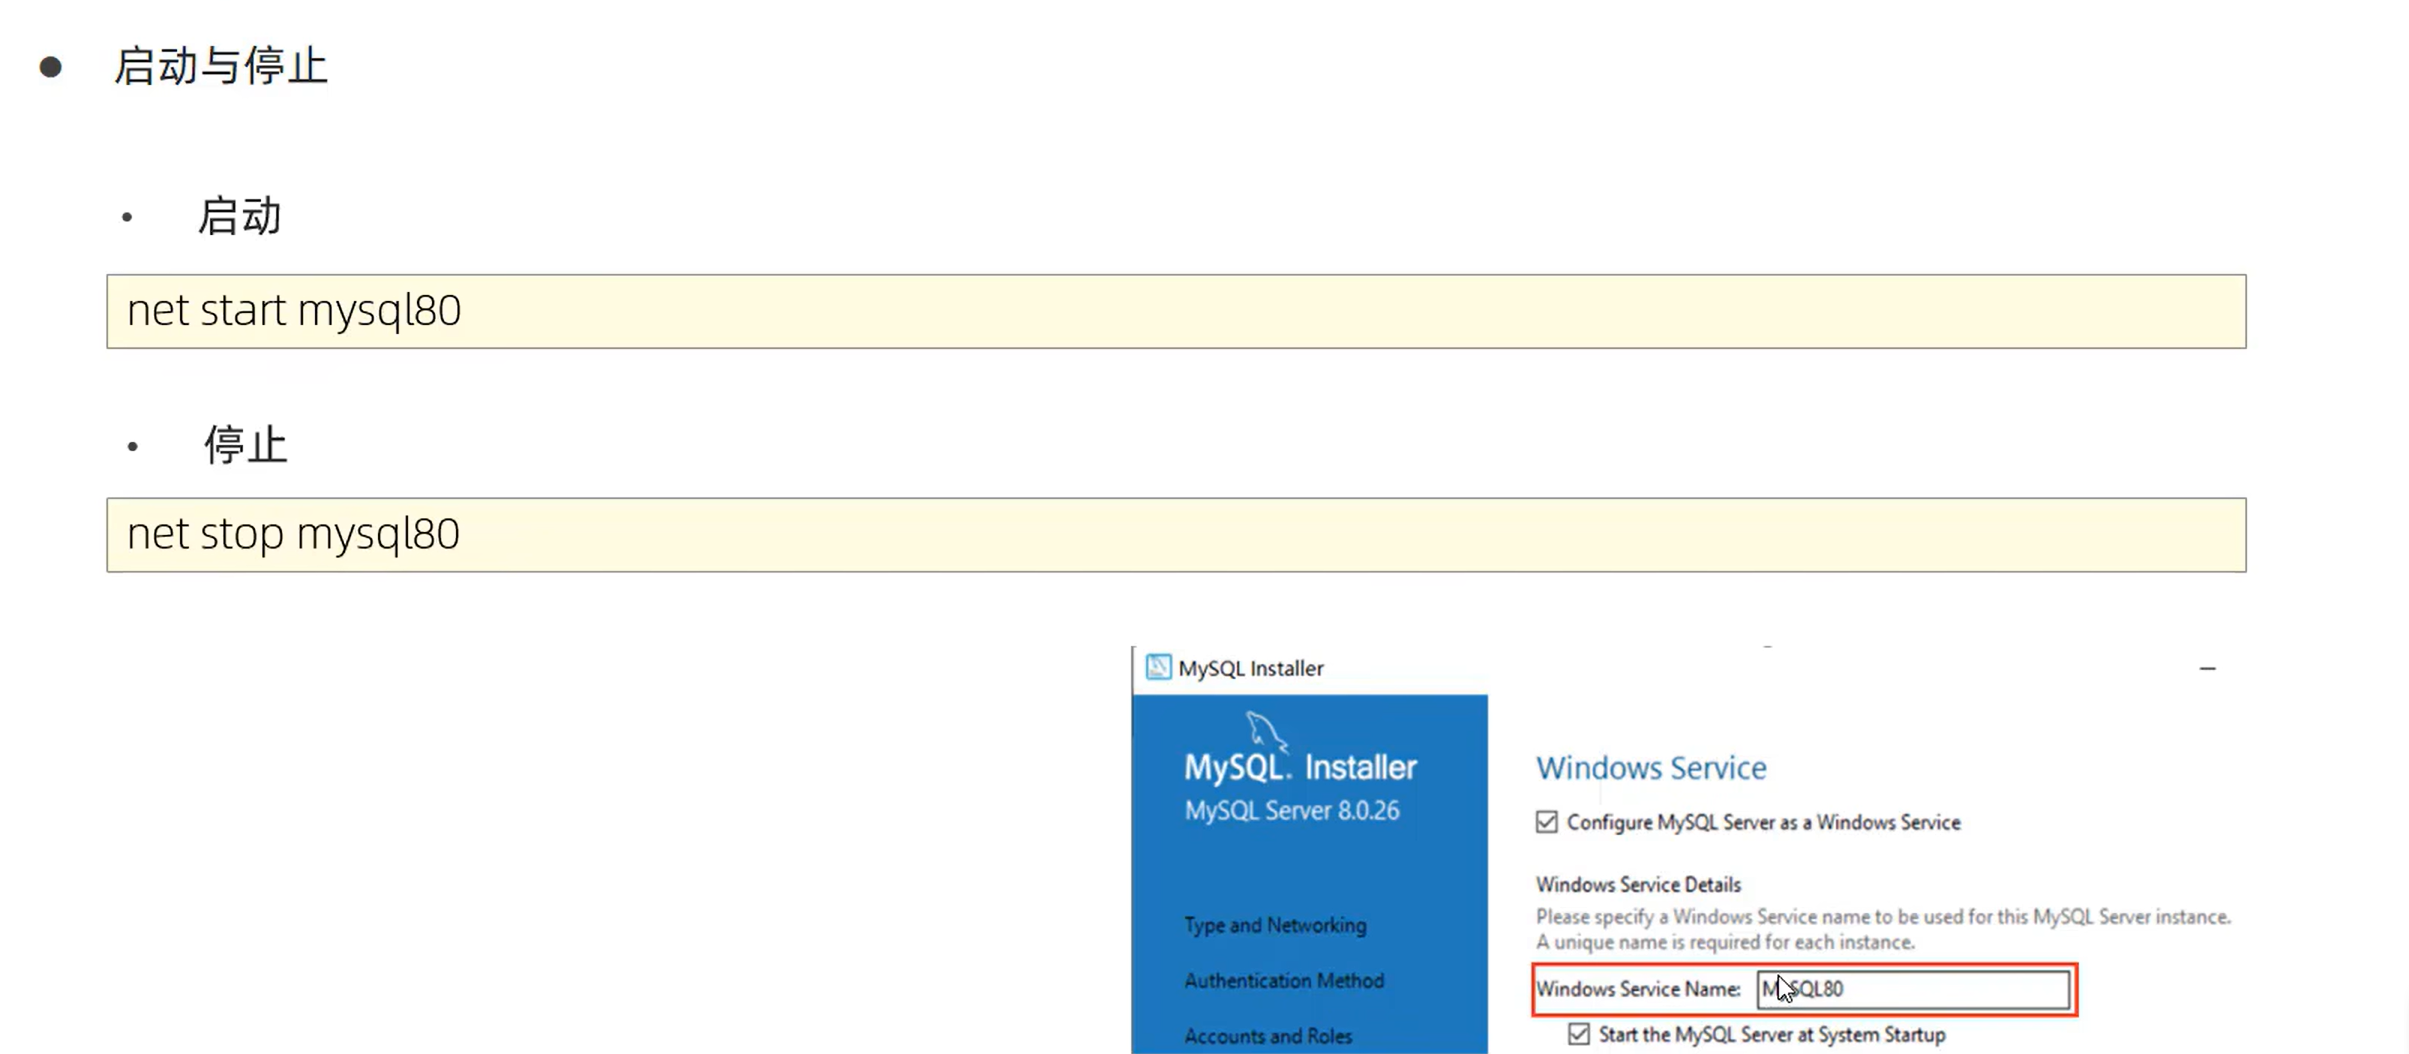 启动与停止
启动
net start mysql80
停止
net stop mysql80
MySQL Installer
MySQL. Installer
MySQL Server 8.0.26
Type and Networking
Authentication Method
Accounts and Roles
Windows Service
Configure MySQL Server as a Windows Service
Windows Service Details
Please specify a Windows Service name to be used for this MySQL Server instance.
A unique name is required for each instance.
Windows Service Name: MySQL80
Start the MySQL Server at System Startup